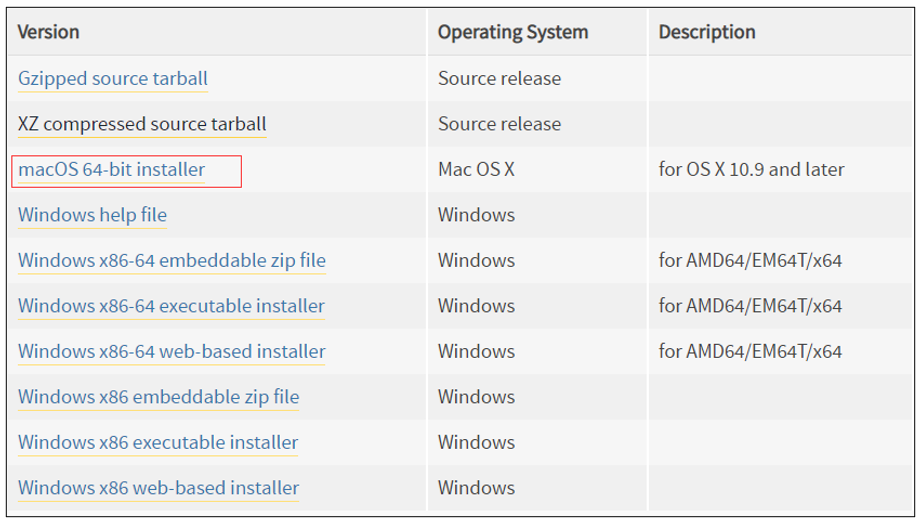 Version Operating System Description
Gzipped source tarball Source release
XZ compressed source tarball Source release
macOS 64-bit installer Mac OS X for OS X 10.9 and later
Windows help file Windows
Windows x86-64 embeddable zip file Windows for AMD64/EM64T/x64
Windows x86-64 executable installer Windows for AMD64/EM64T/x64
Windows x86-64 web-based installer Windows for AMD64/EM64T/x64
Windows x86 embeddable zip file Windows
Windows x86 executable installer Windows
Windows x86 web-based installer Windows